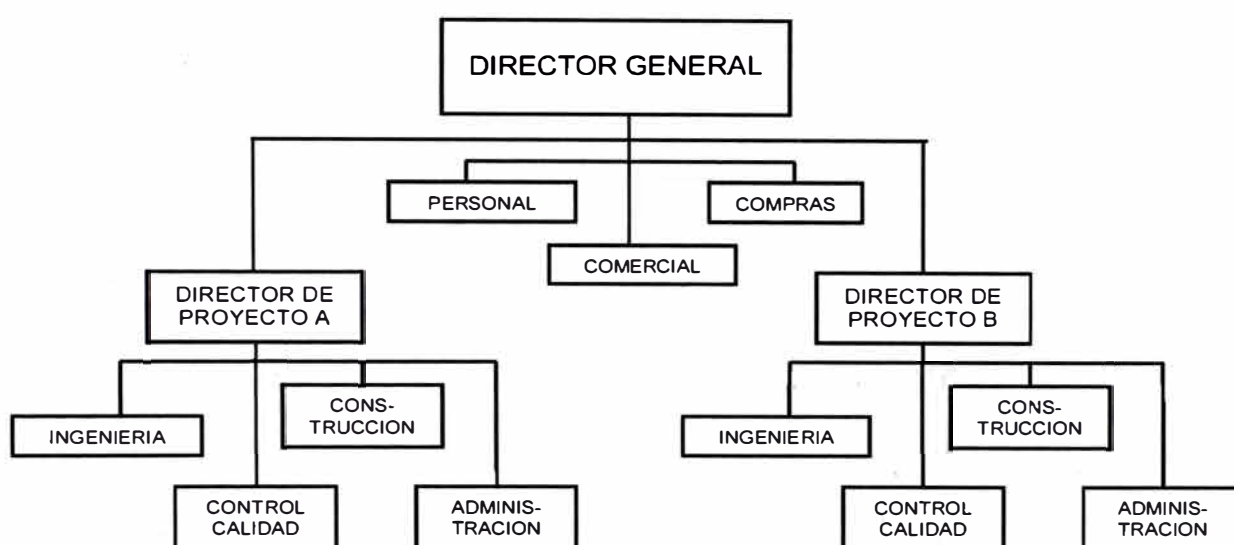 DIRECTOR GENERAL
PERSONAL
COMPRAS
COMERCIAL
DIRECTOR DE
PROYECTO A
DIRECTOR DE
PROYECTO B
INGENIERIA
CONS-
TRUCCION
CONTROL
CALIDAD
ADMINIS-
TRACION
INGENIERIA
CONS-
TRUCCION
CONTROL
CALIDAD
ADMINIS-
TRACION